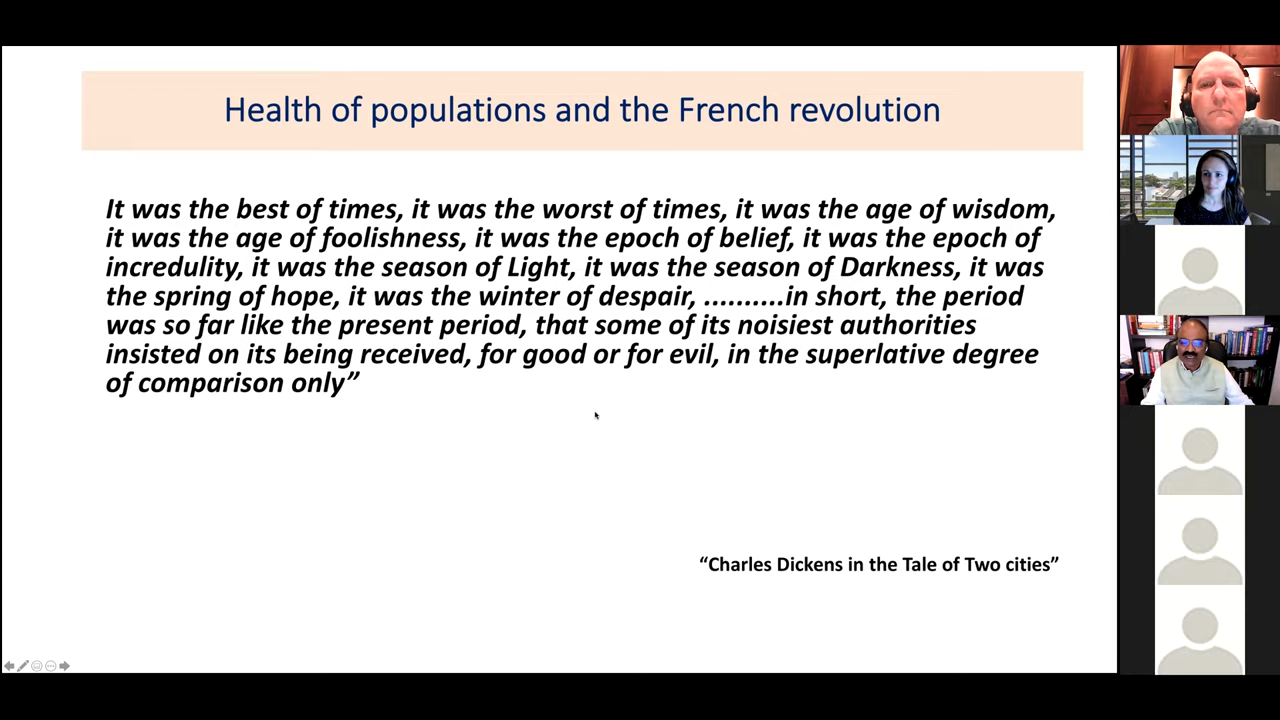 Health of populations and the French revolution
It was the best of times, it was the worst of times, it was the age of wisdom,
it was the age of foolishness, it was the epoch of belief, it was the epoch of
incredulity, it was the season of Light, it was the season of Darkness, it was
the spring of hope, it was the winter of despair, ..........in short, the period
was so far like the present period, that some of its noisiest authorities
insisted on its being received, for good or for evil, in the superlative degree
of comparison only”
“Charles Dickens in the Tale of Two cities”